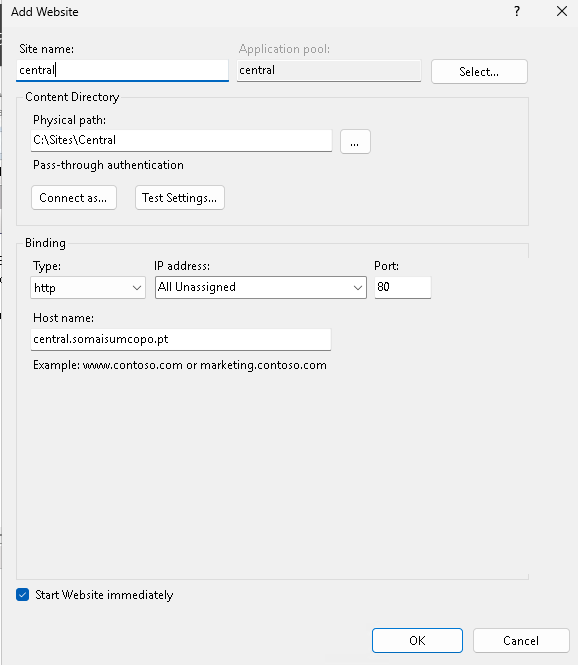 Add Website
?
Site name:
Application pool:
central
central
Select...
Content Directory
Physical path:
C:\Sites\Central
...
Pass-through authentication
Connect as...
Test Settings...
Binding
Type:
IP address:
Port:
http
All Unassigned
80
Host name:
central.somaisumcopo.pt
Example: www.contoso.com or marketing.contoso.com
Start Website immediately
OK
Cancel